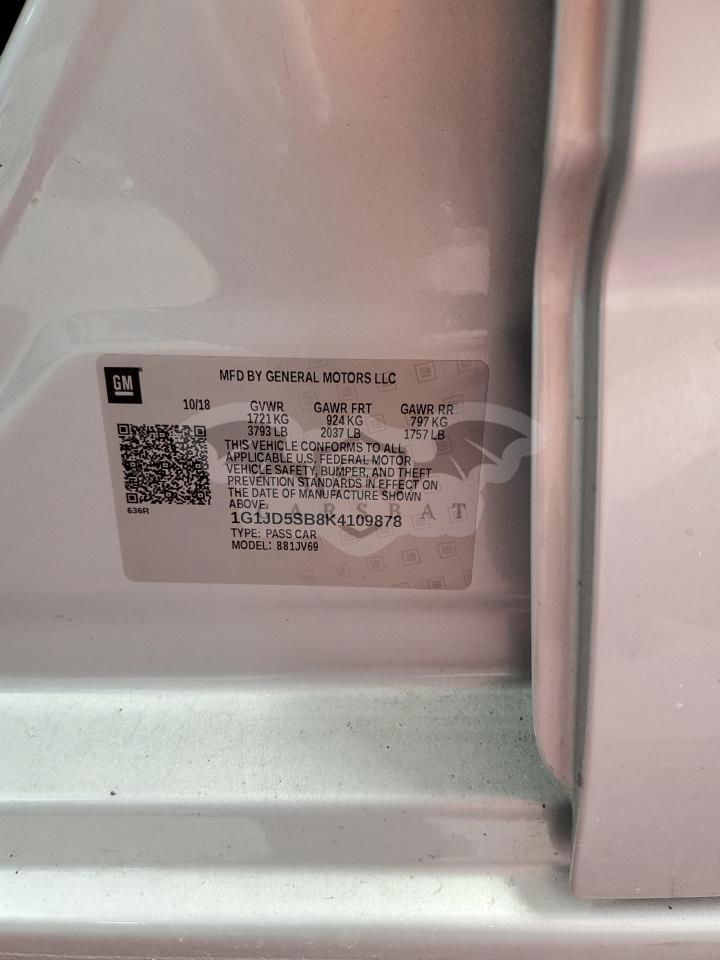 GM
MFD BY GENERAL MOTORS LLC
10/18 GVWR GAWR FRT GAWR RR
1721 KG 924 KG 797 KG
3793 LB 2037 LB 1757 LB
THIS VEHICLE CONFORMS TO ALL
APPLICABLE U.S. FEDERAL MOTOR
VEHICLE SAFETY, BUMPER, AND THEFT
PREVENTION STANDARDS IN EFFECT ON
THE DATE OF MANUFACTURE SHOWN
ABOVE.
636R
CARSBAT
1G1JD5SB8K4109878
TYPE: PASS CAR
MODEL: 881JV69